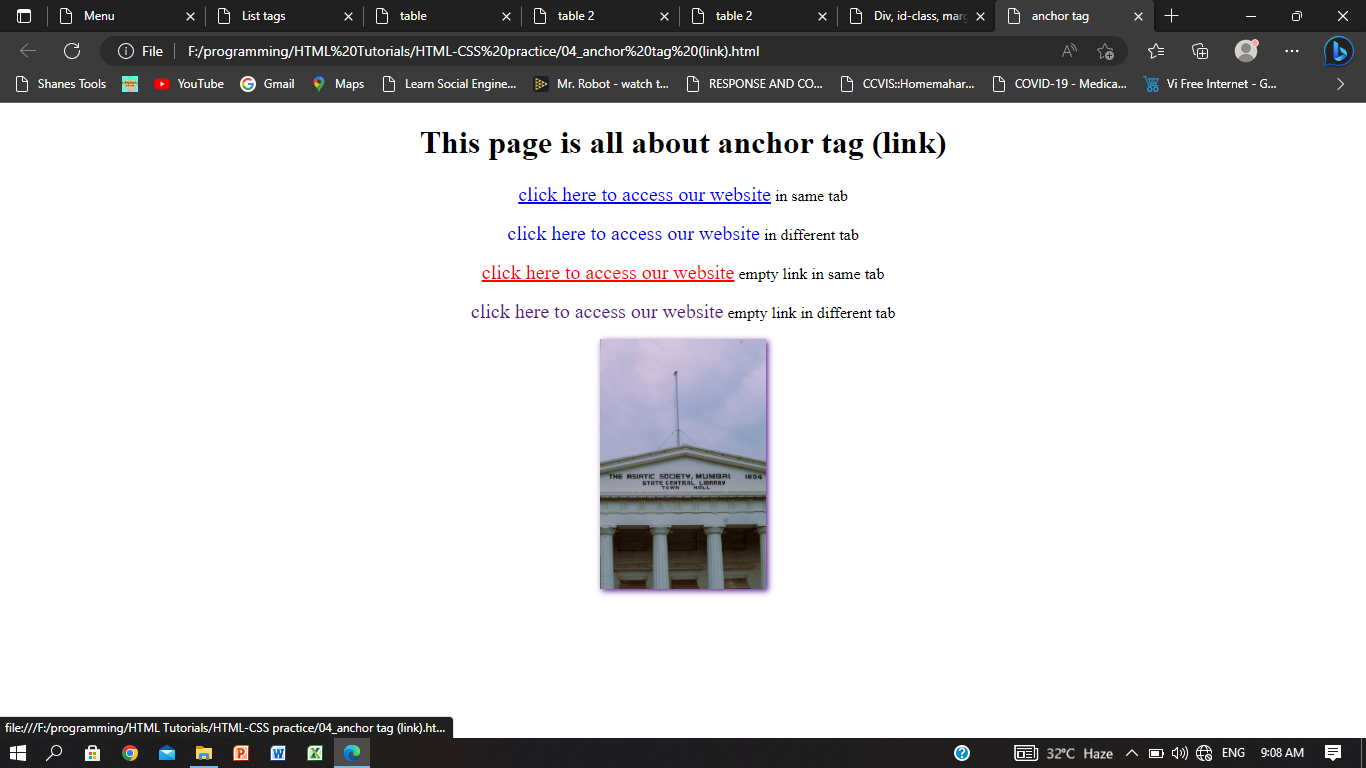 Menu
List tags
table
table 2
table 2
Div, id-class, marg
anchor tag
File
F:/programming/HTML%20Tutorials/HTML-CSS%20practice/04_anchor%20tag%20(link).html
Shanes Tools
YouTube
Gmail
Maps
Learn Social Engine...
Mr. Robot - watch t...
RESPONSE AND CO...
CCVIS::Homemahar...
COVID-19 - Medica...
Vi Free Internet - G...
This page is all about anchor tag (link)
click here to access our website in same tab
click here to access our website in different tab
click here to access our website empty link in same tab
click here to access our website empty link in different tab
THE ASIATIC SOCIETY, MUMBAI 1804
STATE CENTRAL LIBRARY
TOWN HALL
file:///F:/programming/HTML Tutorials/HTML-CSS practice/04_anchor tag (link).ht...
32°C Haze
ENG
9:08 AM